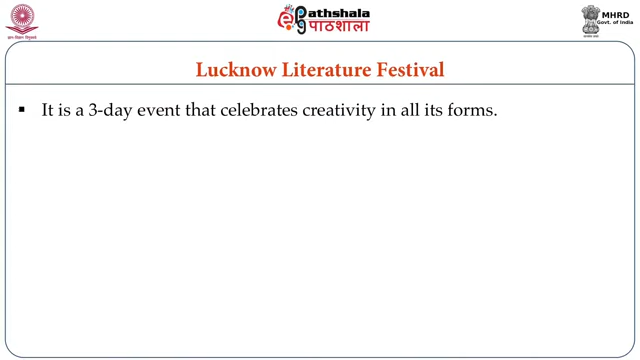 ज्ञान-विज्ञान विमुक्तये
Pathshala
पाठशाला
MHRD
Govt. of India
Lucknow Literature Festival
▪ It is a 3-day event that celebrates creativity in all its forms.